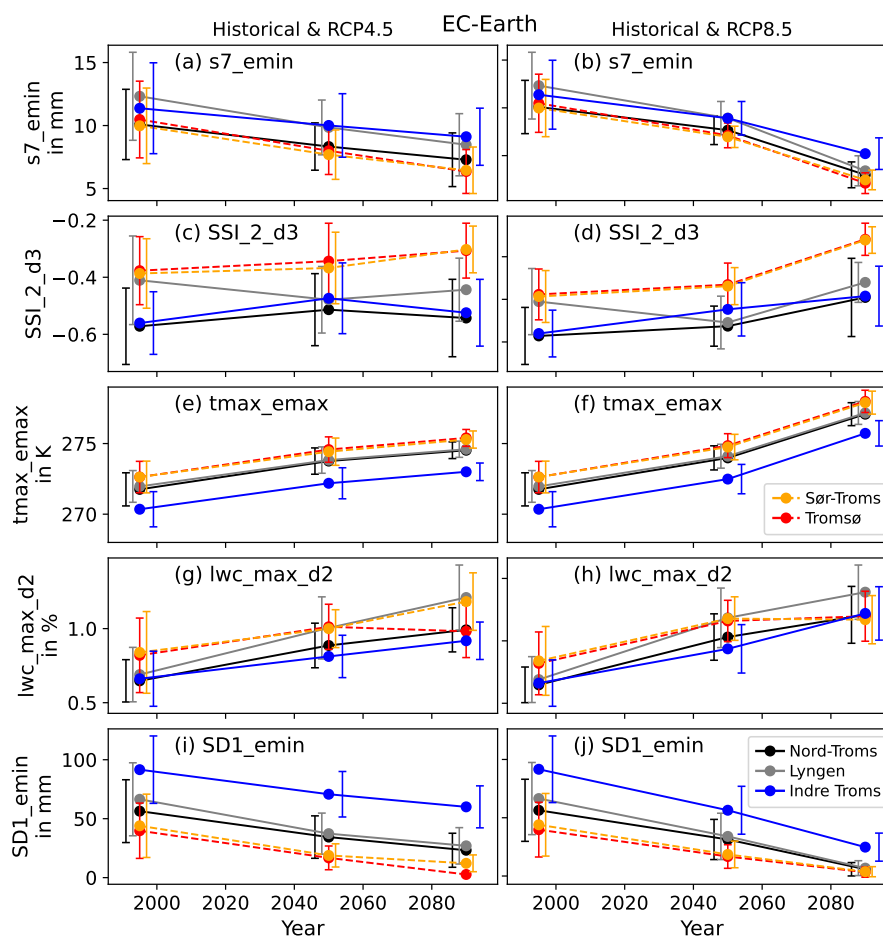 EC-Earth
Historical & RCP4.5
Historical & RCP8.5
(a) s7_emin
(b) s7_emin
s7_emin
in mm
15
10
5
(c) SSI_2_d3
(d) SSI_2_d3
SSI_2_d3
−0.2
−0.4
−0.6
(e) tmax_emax
(f) tmax_emax
tmax_emax
in K
275
270
Sør-Troms
Tromsø
(g) lwc_max_d2
(h) lwc_max_d2
lwc_max_d2
in %
1.0
0.5
(i) SD1_emin
(j) SD1_emin
SD1_emin
in mm
100
50
0
Nord-Troms
Lyngen
Indre Troms
2000 2020 2040 2060 2080
2000 2020 2040 2060 2080
Year
Year